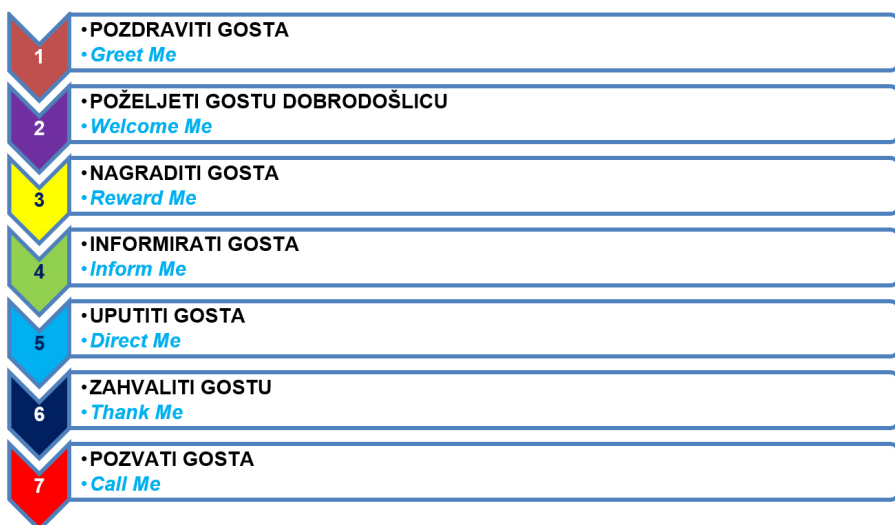 1
•POZDRAVITI GOSTA
•Greet Me
2
•POŽELJETI GOSTU DOBRODOŠLICU
•Welcome Me
3
•NAGRADITI GOSTA
•Reward Me
4
•INFORMIRATI GOSTA
•Inform Me
5
•UPUTITI GOSTA
•Direct Me
6
•ZAHVALITI GOSTU
•Thank Me
7
•POZVATI GOSTA
•Call Me